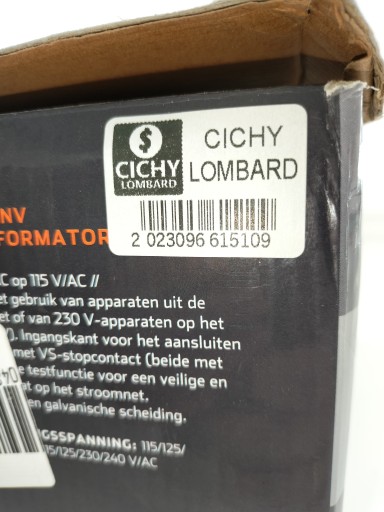 $
CICHY
LOMBARD
CICHY
LOMBARD
2 023096 615109
NV
FORMATOR
C op 115 V/AC //
et gebruik van apparaten uit de
et of van 230 V-apparaten op het
). Ingangskant voor het aansluiten
met VS-stopcontact (beide met
e testfunctie voor een veilige en
at op het stroomnet.
en galvanische scheiding.
GSSPANNING: 115/125/
15/125/230/240 V/AC